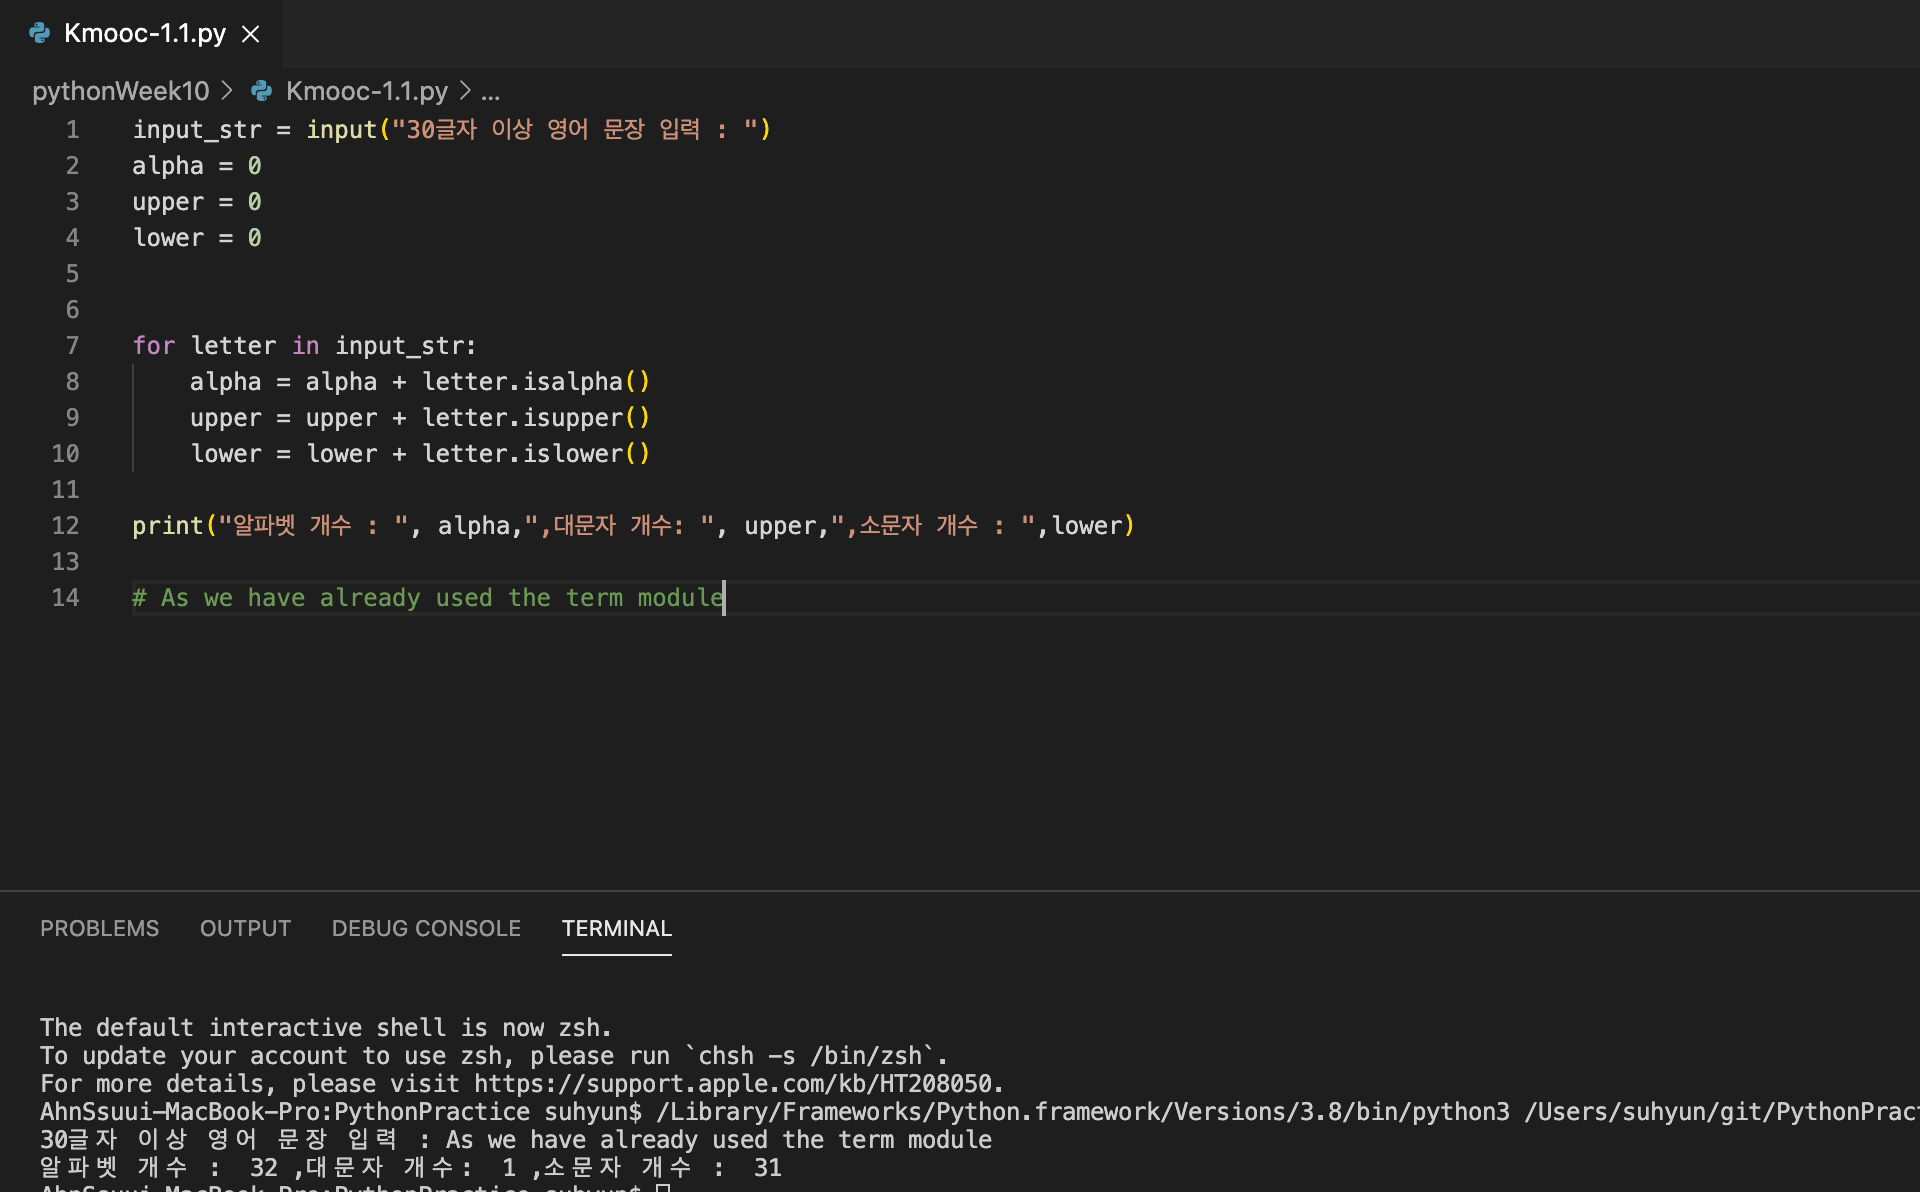 Kmooc-1.1.py
pythonWeek10 > Kmooc-1.1.py > ...
1 input_str = input("30글자 이상 영어 문장 입력 : ")
2 alpha = 0
3 upper = 0
4 lower = 0
5
6
7 for letter in input_str:
8     alpha = alpha + letter.isalpha()
9     upper = upper + letter.isupper()
10     lower = lower + letter.islower()
11
12 print("알파벳 개수 : ", alpha,",대문자 개수: ", upper,",소문자 개수 : ",lower)
13
14 # As we have already used the term module
PROBLEMS OUTPUT DEBUG CONSOLE TERMINAL
The default interactive shell is now zsh.
To update your account to use zsh, please run `chsh -s /bin/zsh`.
For more details, please visit https://support.apple.com/kb/HT208050.
AhnSsuui-MacBook-Pro:PythonPractice suhyun$ /Library/Frameworks/Python.framework/Versions/3.8/bin/python3 /Users/suhyun/git/PythonPract
30글자 이상 영어 문장 입력 : As we have already used the term module
알파벳 개수 :  32 ,대문자 개수:  1 ,소문자 개수 :  31
AhnSsuui-MacBook-Pro:PythonPractice suhyun$